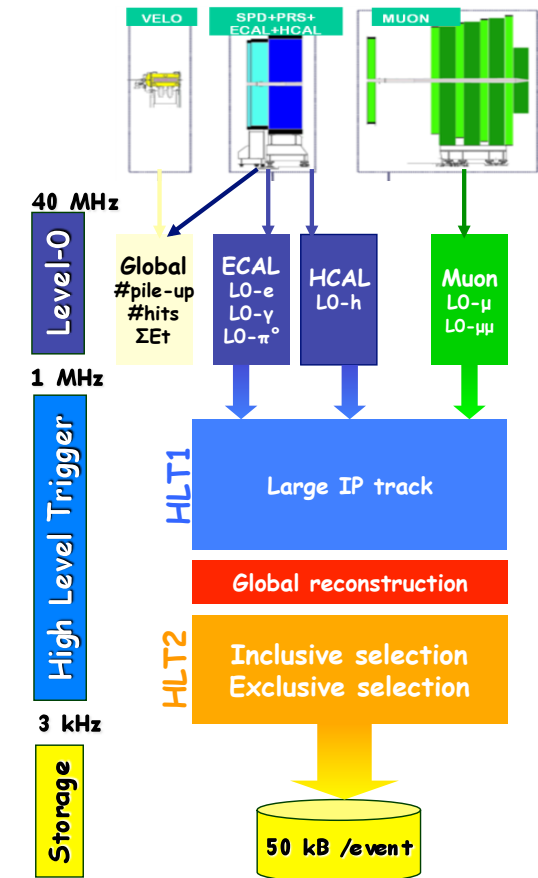 VELO
SPD+PRS+
ECAL+HCAL
MUON
40 MHz
Level-0
Global
#pile-up
#hits
ΣEt
ECAL
L0-e
L0-γ
L0-π°
HCAL
L0-h
Muon
L0-μ
L0-μμ
1 MHz
High Level Trigger
HLT1
Large IP track
Global reconstruction
HLT2
Inclusive selection
Exclusive selection
3 kHz
Storage
50 kB /event